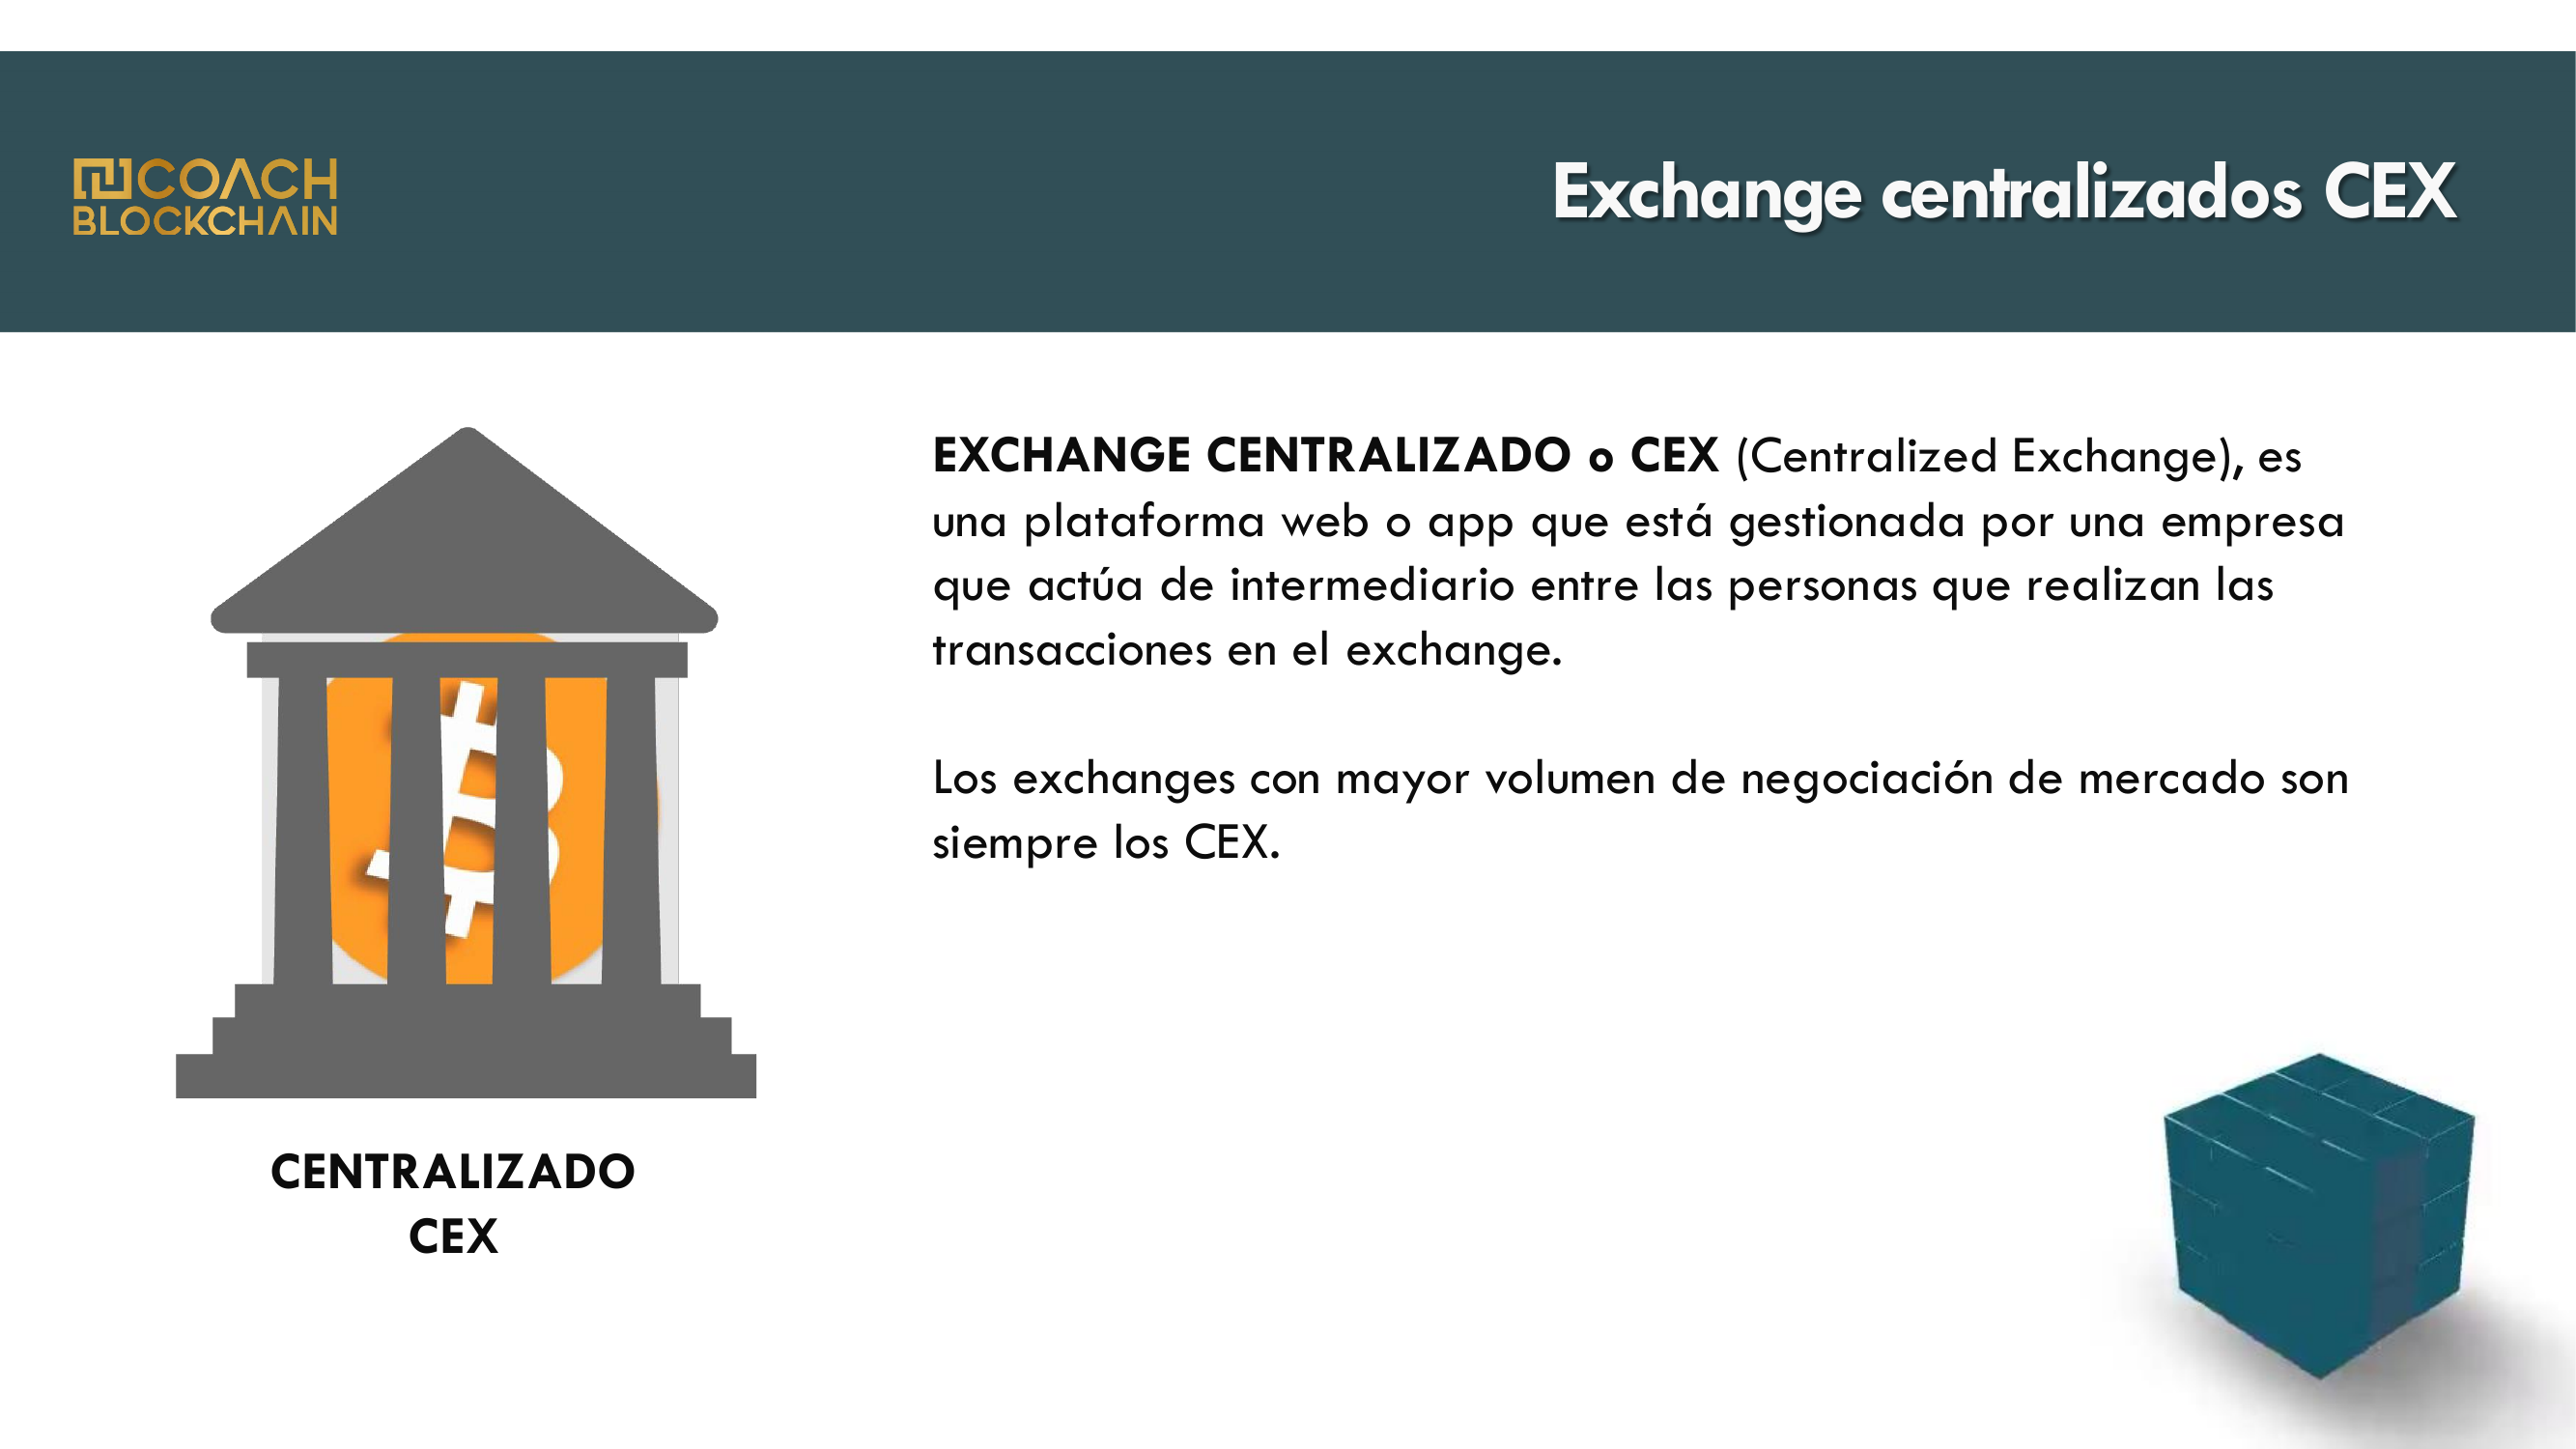 COACH
BLOCKCHAIN
Exchange centralizados CEX
EXCHANGE CENTRALIZADO o CEX (Centralized Exchange), es
una plataforma web o app que está gestionada por una empresa
que actúa de intermediario entre las personas que realizan las
transacciones en el exchange.
Los exchanges con mayor volumen de negociación de mercado son
siempre los CEX.
CENTRALIZADO
CEX